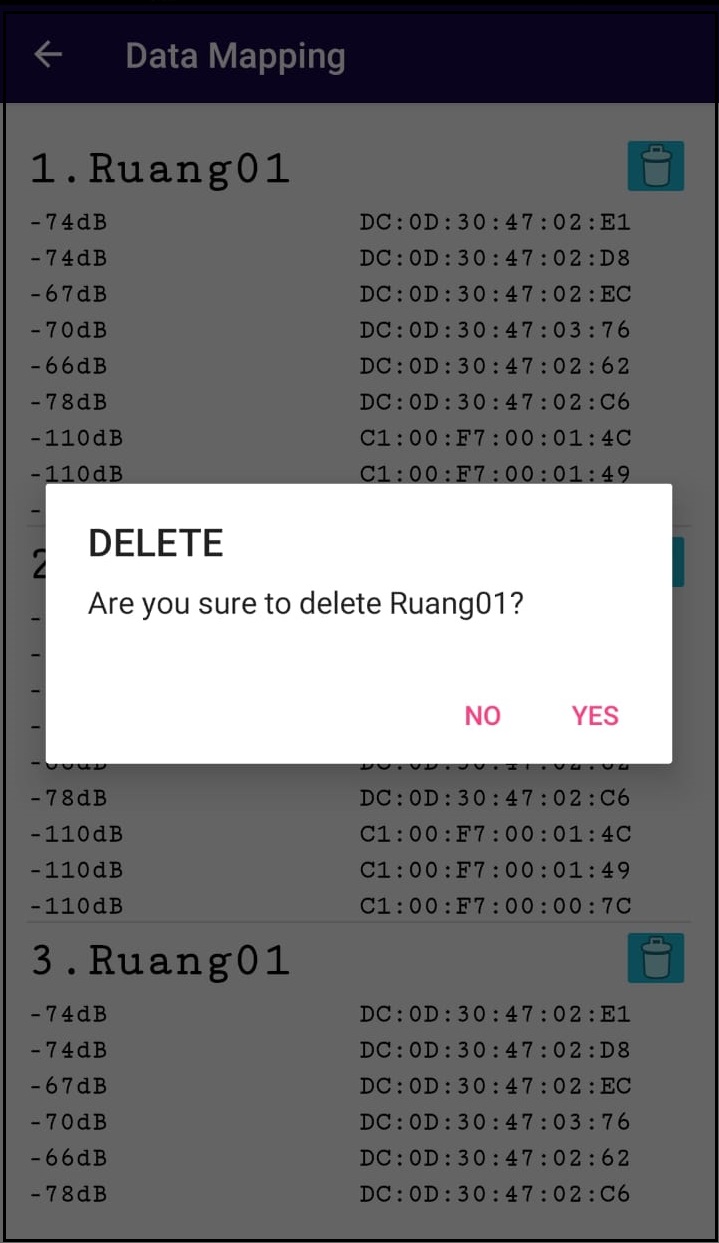 Data Mapping
1.Ruang01
-74dB DC:0D:30:47:02:E1
-74dB DC:0D:30:47:02:D8
-67dB DC:0D:30:47:02:EC
-70dB DC:0D:30:47:03:76
-66dB DC:0D:30:47:02:62
-78dB DC:0D:30:47:02:C6
-110dB C1:00:F7:00:01:4C
-110dB C1:00:F7:00:01:49
DELETE
Are you sure to delete Ruang01?
NO YES
-78dB DC:0D:30:47:02:C6
-110dB C1:00:F7:00:01:4C
-110dB C1:00:F7:00:01:49
-110dB C1:00:F7:00:00:7C
3.Ruang01
-74dB DC:0D:30:47:02:E1
-74dB DC:0D:30:47:02:D8
-67dB DC:0D:30:47:02:EC
-70dB DC:0D:30:47:03:76
-66dB DC:0D:30:47:02:62
-78dB DC:0D:30:47:02:C6